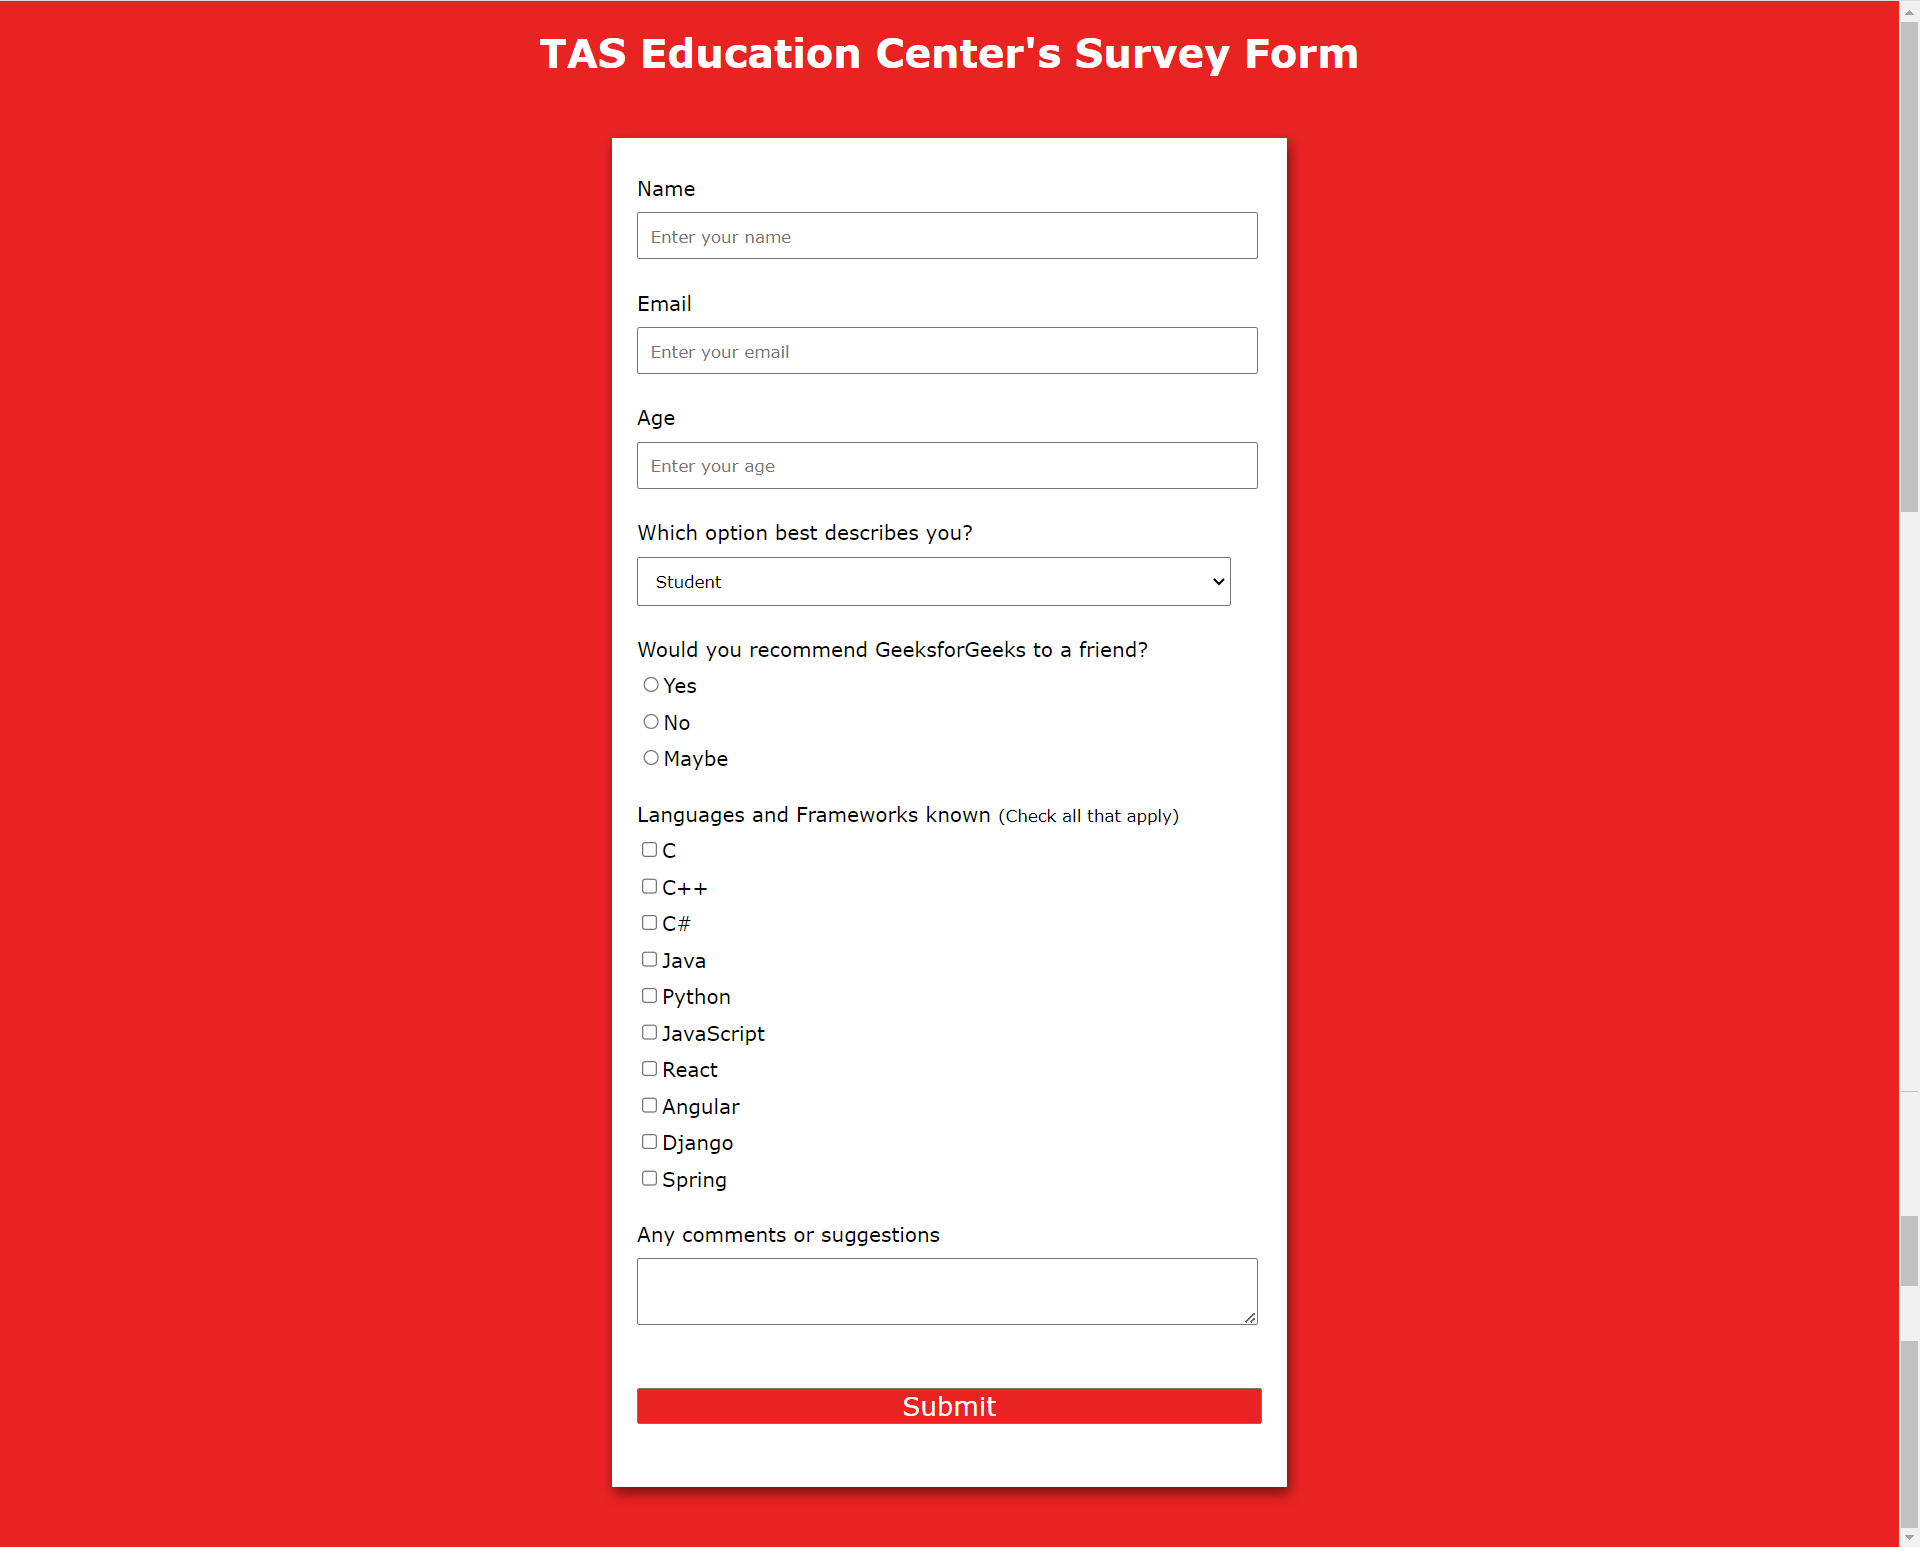 TAS Education Center's Survey Form
Name
Enter your name
Email
Enter your email
Age
Enter your age
Which option best describes you?
Student
Would you recommend GeeksforGeeks to a friend?
Yes
No
Maybe
Languages and Frameworks known (Check all that apply)
C
C++
C#
Java
Python
JavaScript
React
Angular
Django
Spring
Any comments or suggestions
Submit